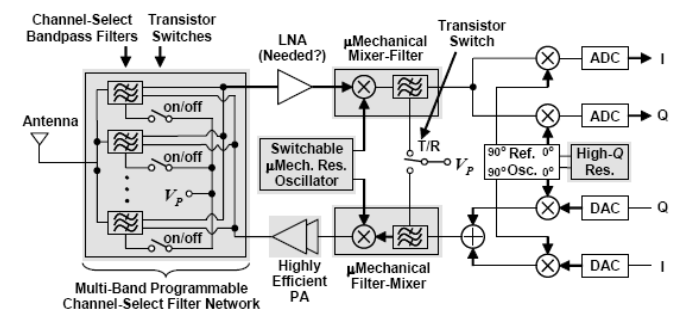 Channel-Select
Bandpass Filters
Transistor
Switches
LNA
(Needed?)
μMechanical
Mixer-Filter
Transistor
Switch
ADC
I
Antenna
on/off
ADC
Q
on/off
Switchable
μMech. Res.
Oscillator
T/R
V_P
90° Ref. 0°
90° Osc. 0°
High-Q
Res.
V_P
on/off
DAC
Q
Highly
Efficient
PA
μMechanical
Filter-Mixer
DAC
I
Multi-Band Programmable
Channel-Select Filter Network